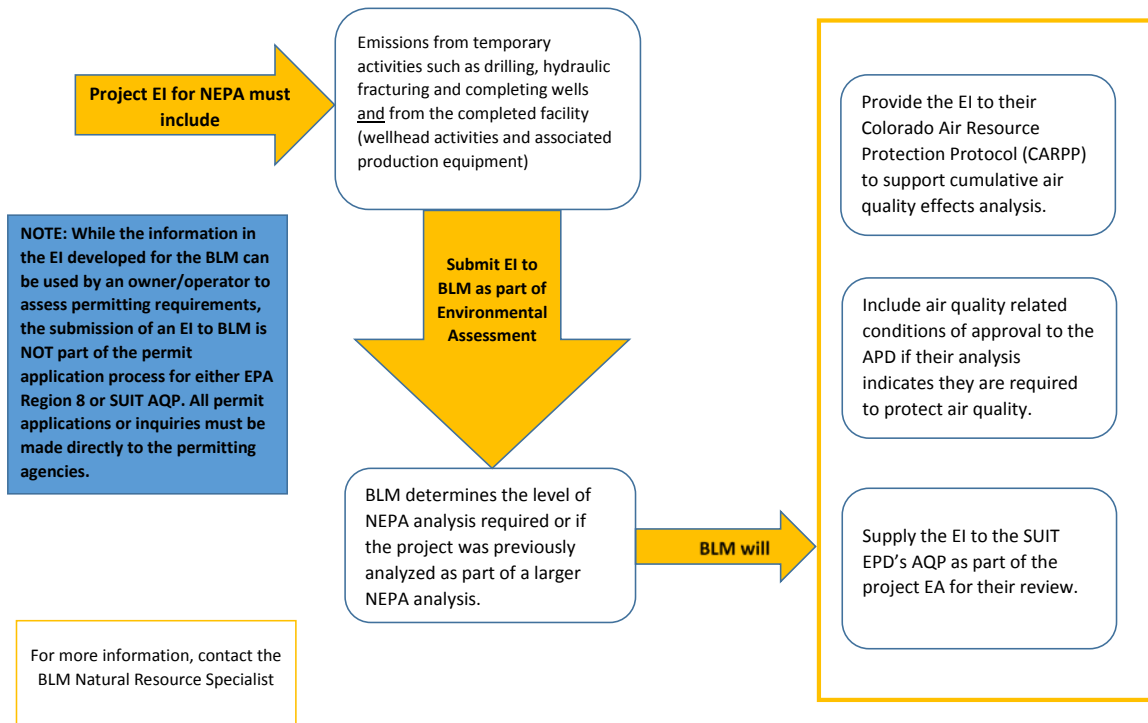 Project EI for NEPA must
include
Emissions from temporary
activities such as drilling, hydraulic
fracturing and completing wells
and from the completed facility
(wellhead activities and associated
production equipment)
NOTE: While the information in
the EI developed for the BLM can
be used by an owner/operator to
assess permitting requirements,
the submission of an EI to BLM is
NOT part of the permit
application process for either EPA
Region 8 or SUIT AQP. All permit
applications or inquiries must be
made directly to the permitting
agencies.
Submit EI to
BLM as part of
Environmental
Assessment
BLM determines the level of
NEPA analysis required or if
the project was previously
analyzed as part of a larger
NEPA analysis.
BLM will
Provide the EI to their
Colorado Air Resource
Protection Protocol (CARPP)
to support cumulative air
quality effects analysis.
Include air quality related
conditions of approval to the
APD if their analysis
indicates they are required
to protect air quality.
Supply the EI to the SUIT
EPD's AQP as part of the
project EA for their review.
For more information, contact the
BLM Natural Resource Specialist